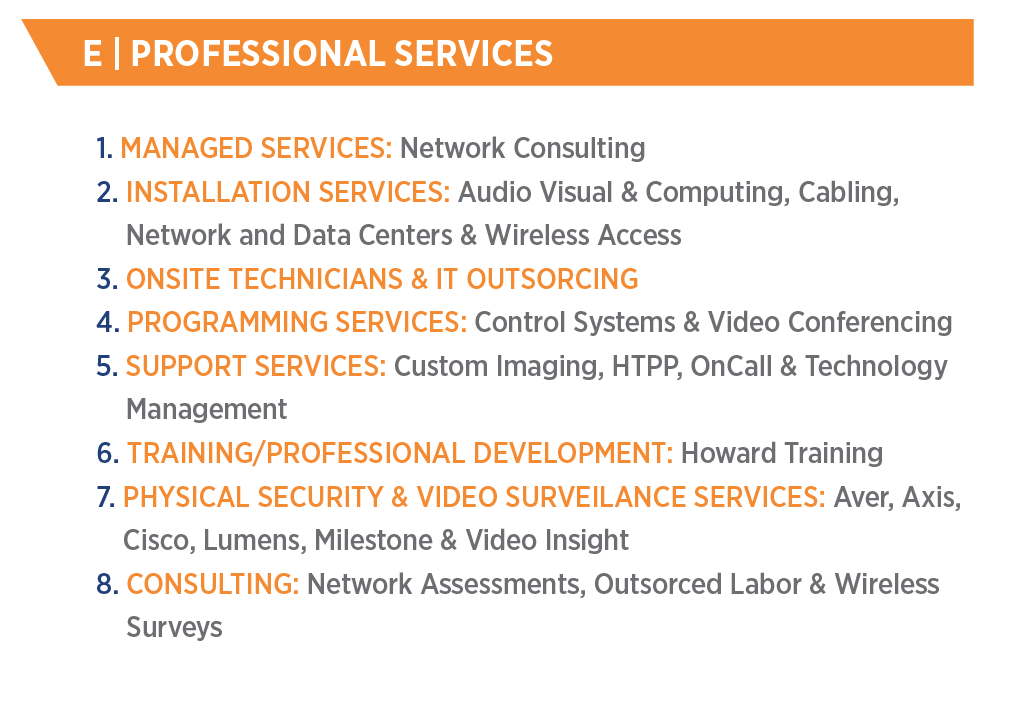 E | PROFESSIONAL SERVICES
1. MANAGED SERVICES: Network Consulting
2. INSTALLATION SERVICES: Audio Visual & Computing, Cabling,
Network and Data Centers & Wireless Access
3. ONSITE TECHNICIANS & IT OUTSORCING
4. PROGRAMMING SERVICES: Control Systems & Video Conferencing
5. SUPPORT SERVICES: Custom Imaging, HTPP, OnCall & Technology
Management
6. TRAINING/PROFESSIONAL DEVELOPMENT: Howard Training
7. PHYSICAL SECURITY & VIDEO SURVEILANCE SERVICES: Aver, Axis,
Cisco, Lumens, Milestone & Video Insight
8. CONSULTING: Network Assessments, Outsorced Labor & Wireless
Surveys